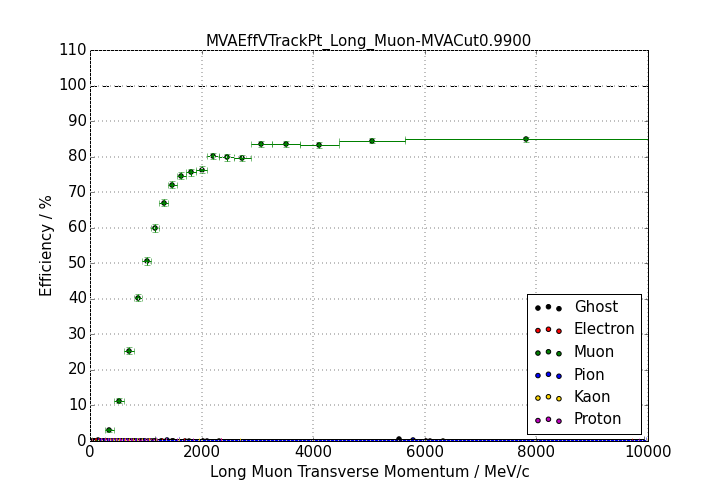 MVAEffVTrackPt_Long_Muon-MVACut0.9900
110
100
90
80
70
60
50
40
30
20
10
0
Efficiency / %
Ghost
Electron
Muon
Pion
Kaon
Proton
0 2000 4000 6000 8000 10000
Long Muon Transverse Momentum / MeV/c